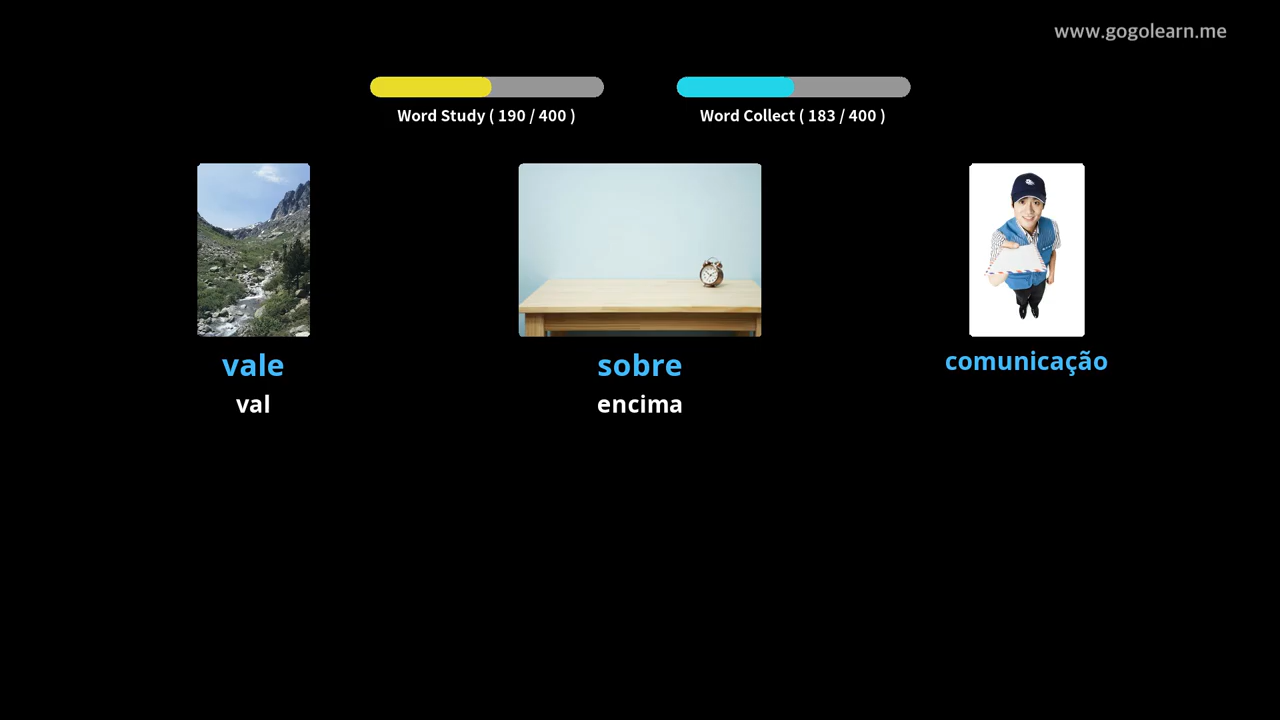 www.gogolearn.me
Word Study ( 190 / 400 )
Word Collect ( 183 / 400 )
vale
val
sobre
encima
comunicação